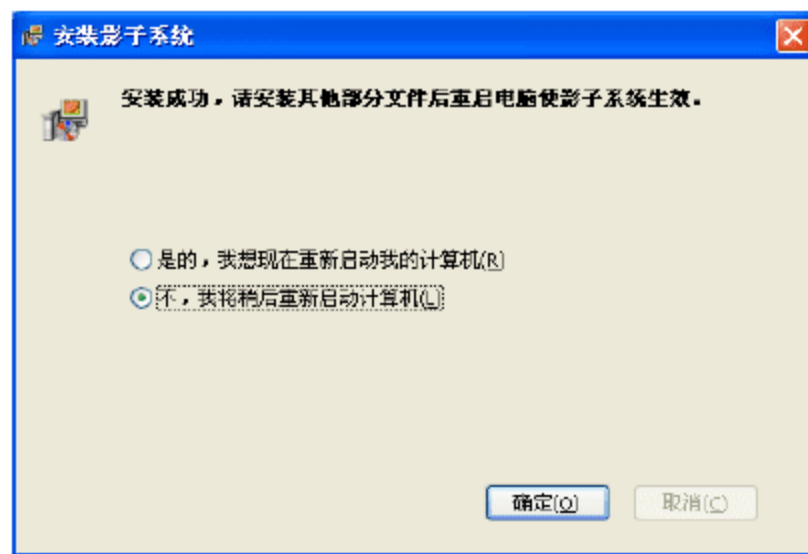 安装影子系统
安装成功，请安装其他部分文件后重启电脑使影子系统生效。
是的，我想现在重新启动我的计算机(R)
不，我将稍后重新启动计算机(L)
确定(O)
取消(C)